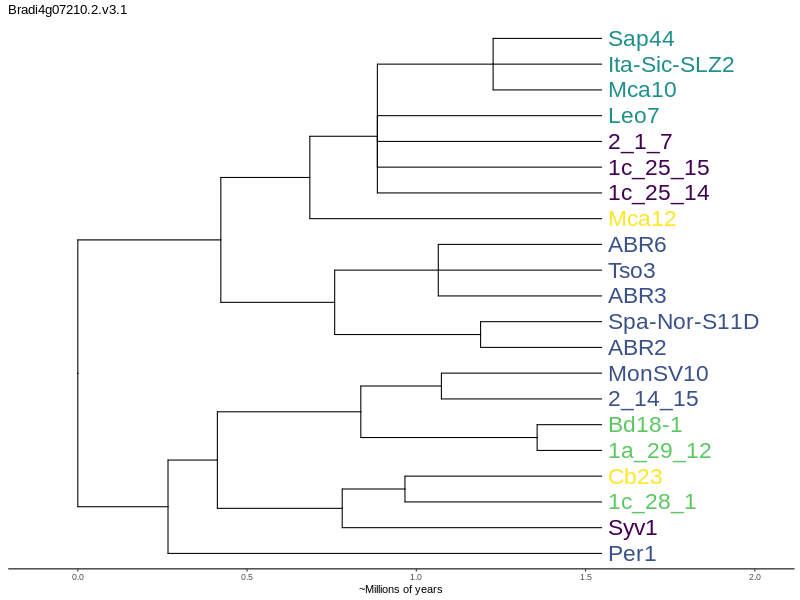 Bradi4g07210.2.v3.1
Sap44
Ita-Sic-SLZ2
Mca10
Leo7
2_1_7
1c_25_15
1c_25_14
Mca12
ABR6
Tso3
ABR3
Spa-Nor-S11D
ABR2
MonSV10
2_14_15
Bd18-1
1a_29_12
Cb23
1c_28_1
Syv1
Per1
0.0 0.5 1.0 1.5 2.0
~Millions of years